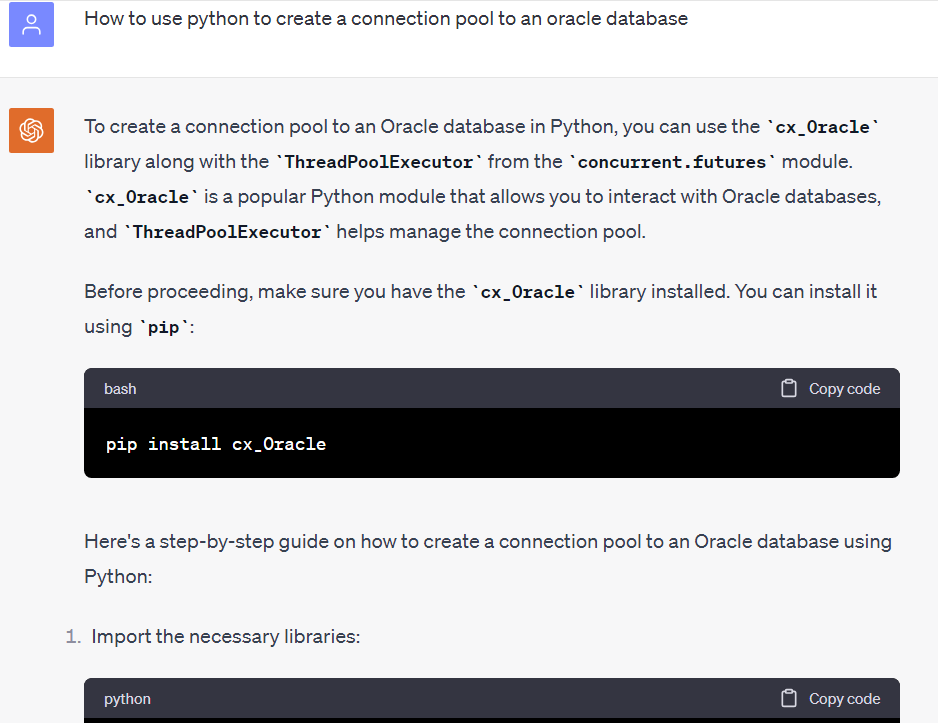 How to use python to create a connection pool to an oracle database
To create a connection pool to an Oracle database in Python, you can use the `cx_Oracle`
library along with the `ThreadPoolExecutor` from the `concurrent.futures` module.
`cx_Oracle` is a popular Python module that allows you to interact with Oracle databases,
and `ThreadPoolExecutor` helps manage the connection pool.
Before proceeding, make sure you have the `cx_Oracle` library installed. You can install it
using `pip`:
bash Copy code
pip install cx_Oracle
Here's a step-by-step guide on how to create a connection pool to an Oracle database using
Python:
1. Import the necessary libraries:
python Copy code